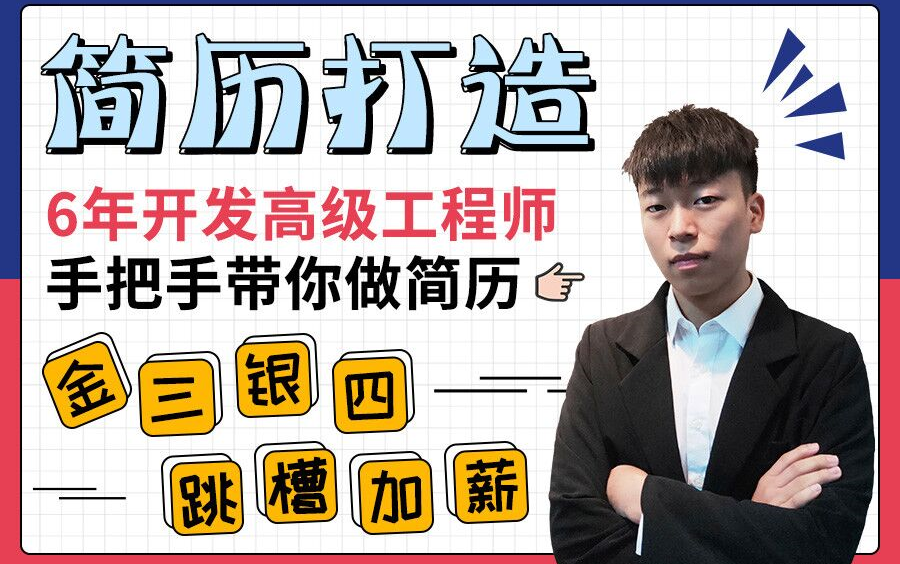 简历打造
6年开发高级工程师
手把手带你做简历
金三银四
跳槽加薪